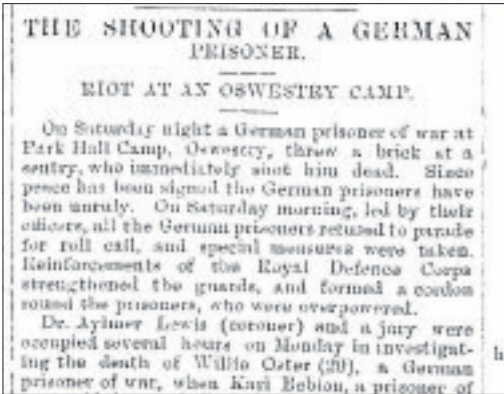 THE SHOOTING OF A GERMAN
PRISONER.
RIOT AT AN OSWESTRY CAMP.
On Saturday night a German prisoner of war at
Park Hall Camp, Oswestry, threw a brick at a
sentry, who immediately shot him dead. Since
peace has been signed the German prisoners have
been unruly. On Saturday morning, led by their
officers, all the German prisoners refused to parade
for roll call, and special measures were taken.
Reinforcements of the Royal Defence Corps
strengthened the guards, and formed a cordon
round the prisoners, who were overpowered.
Dr. Aylmer Lewis (coroner) and a jury were
occupied several hours on Monday in investigat-
ing the death of Willie Oster (20), a German
prisoner of war, when Karl Bebion, a prisoner of
h